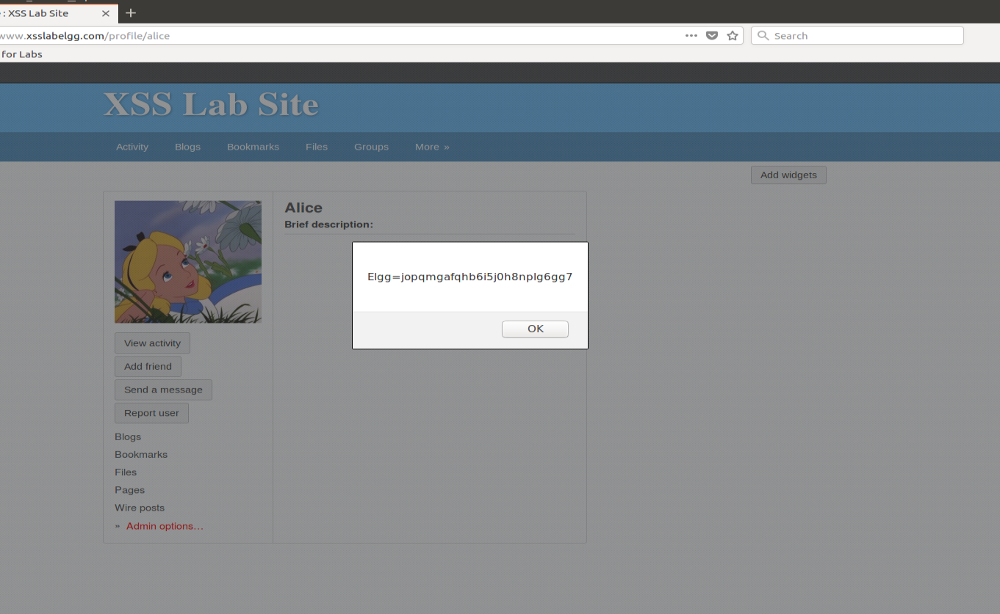 : XSS Lab Site
www.xsslabelgg.com/profile/alice
Search
for Labs
XSS Lab Site
Activity Blogs Bookmarks Files Groups More »
Add widgets
Alice
Brief description:
Elgg=jopqmgafqhb6i5j0h8nplg6gg7
OK
View activity
Add friend
Send a message
Report user
Blogs
Bookmarks
Files
Pages
Wire posts
» Admin options...